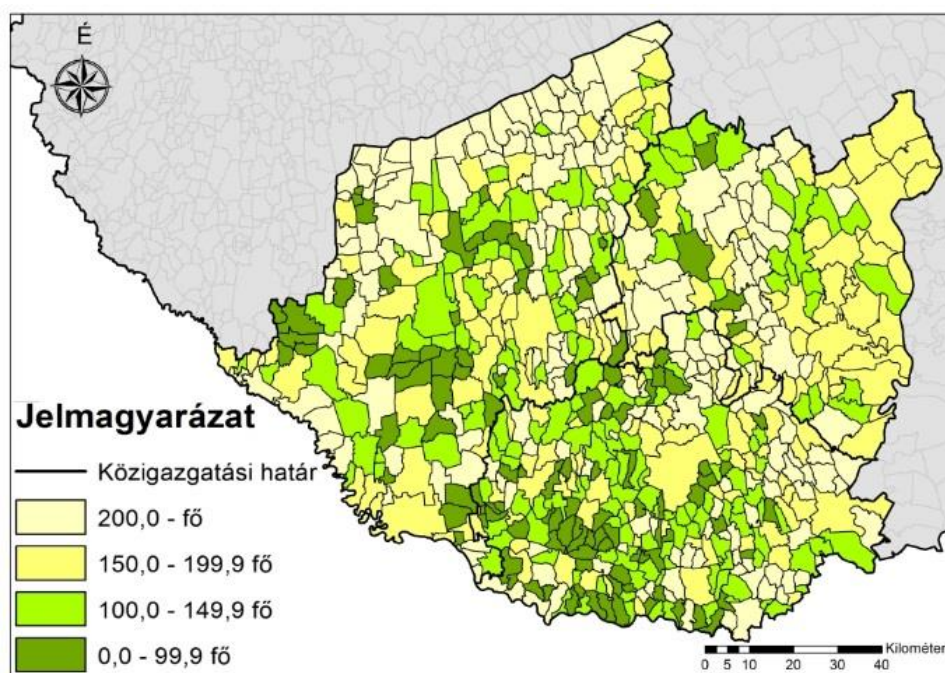 É
Jelmagyarázat
Közigazgatási határ
200,0 - fő
150,0 - 199,9 fő
100,0 - 149,9 fő
0,0 - 99,9 fő
Kilométer
0 5 10 20 30 40